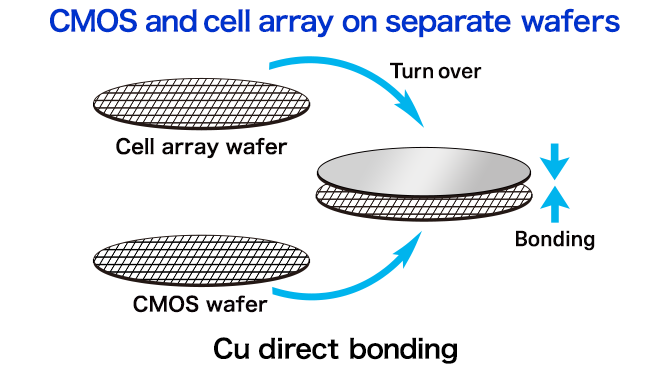 CMOS and cell array on separate wafers
Turn over
Cell array wafer
Bonding
CMOS wafer
Cu direct bonding